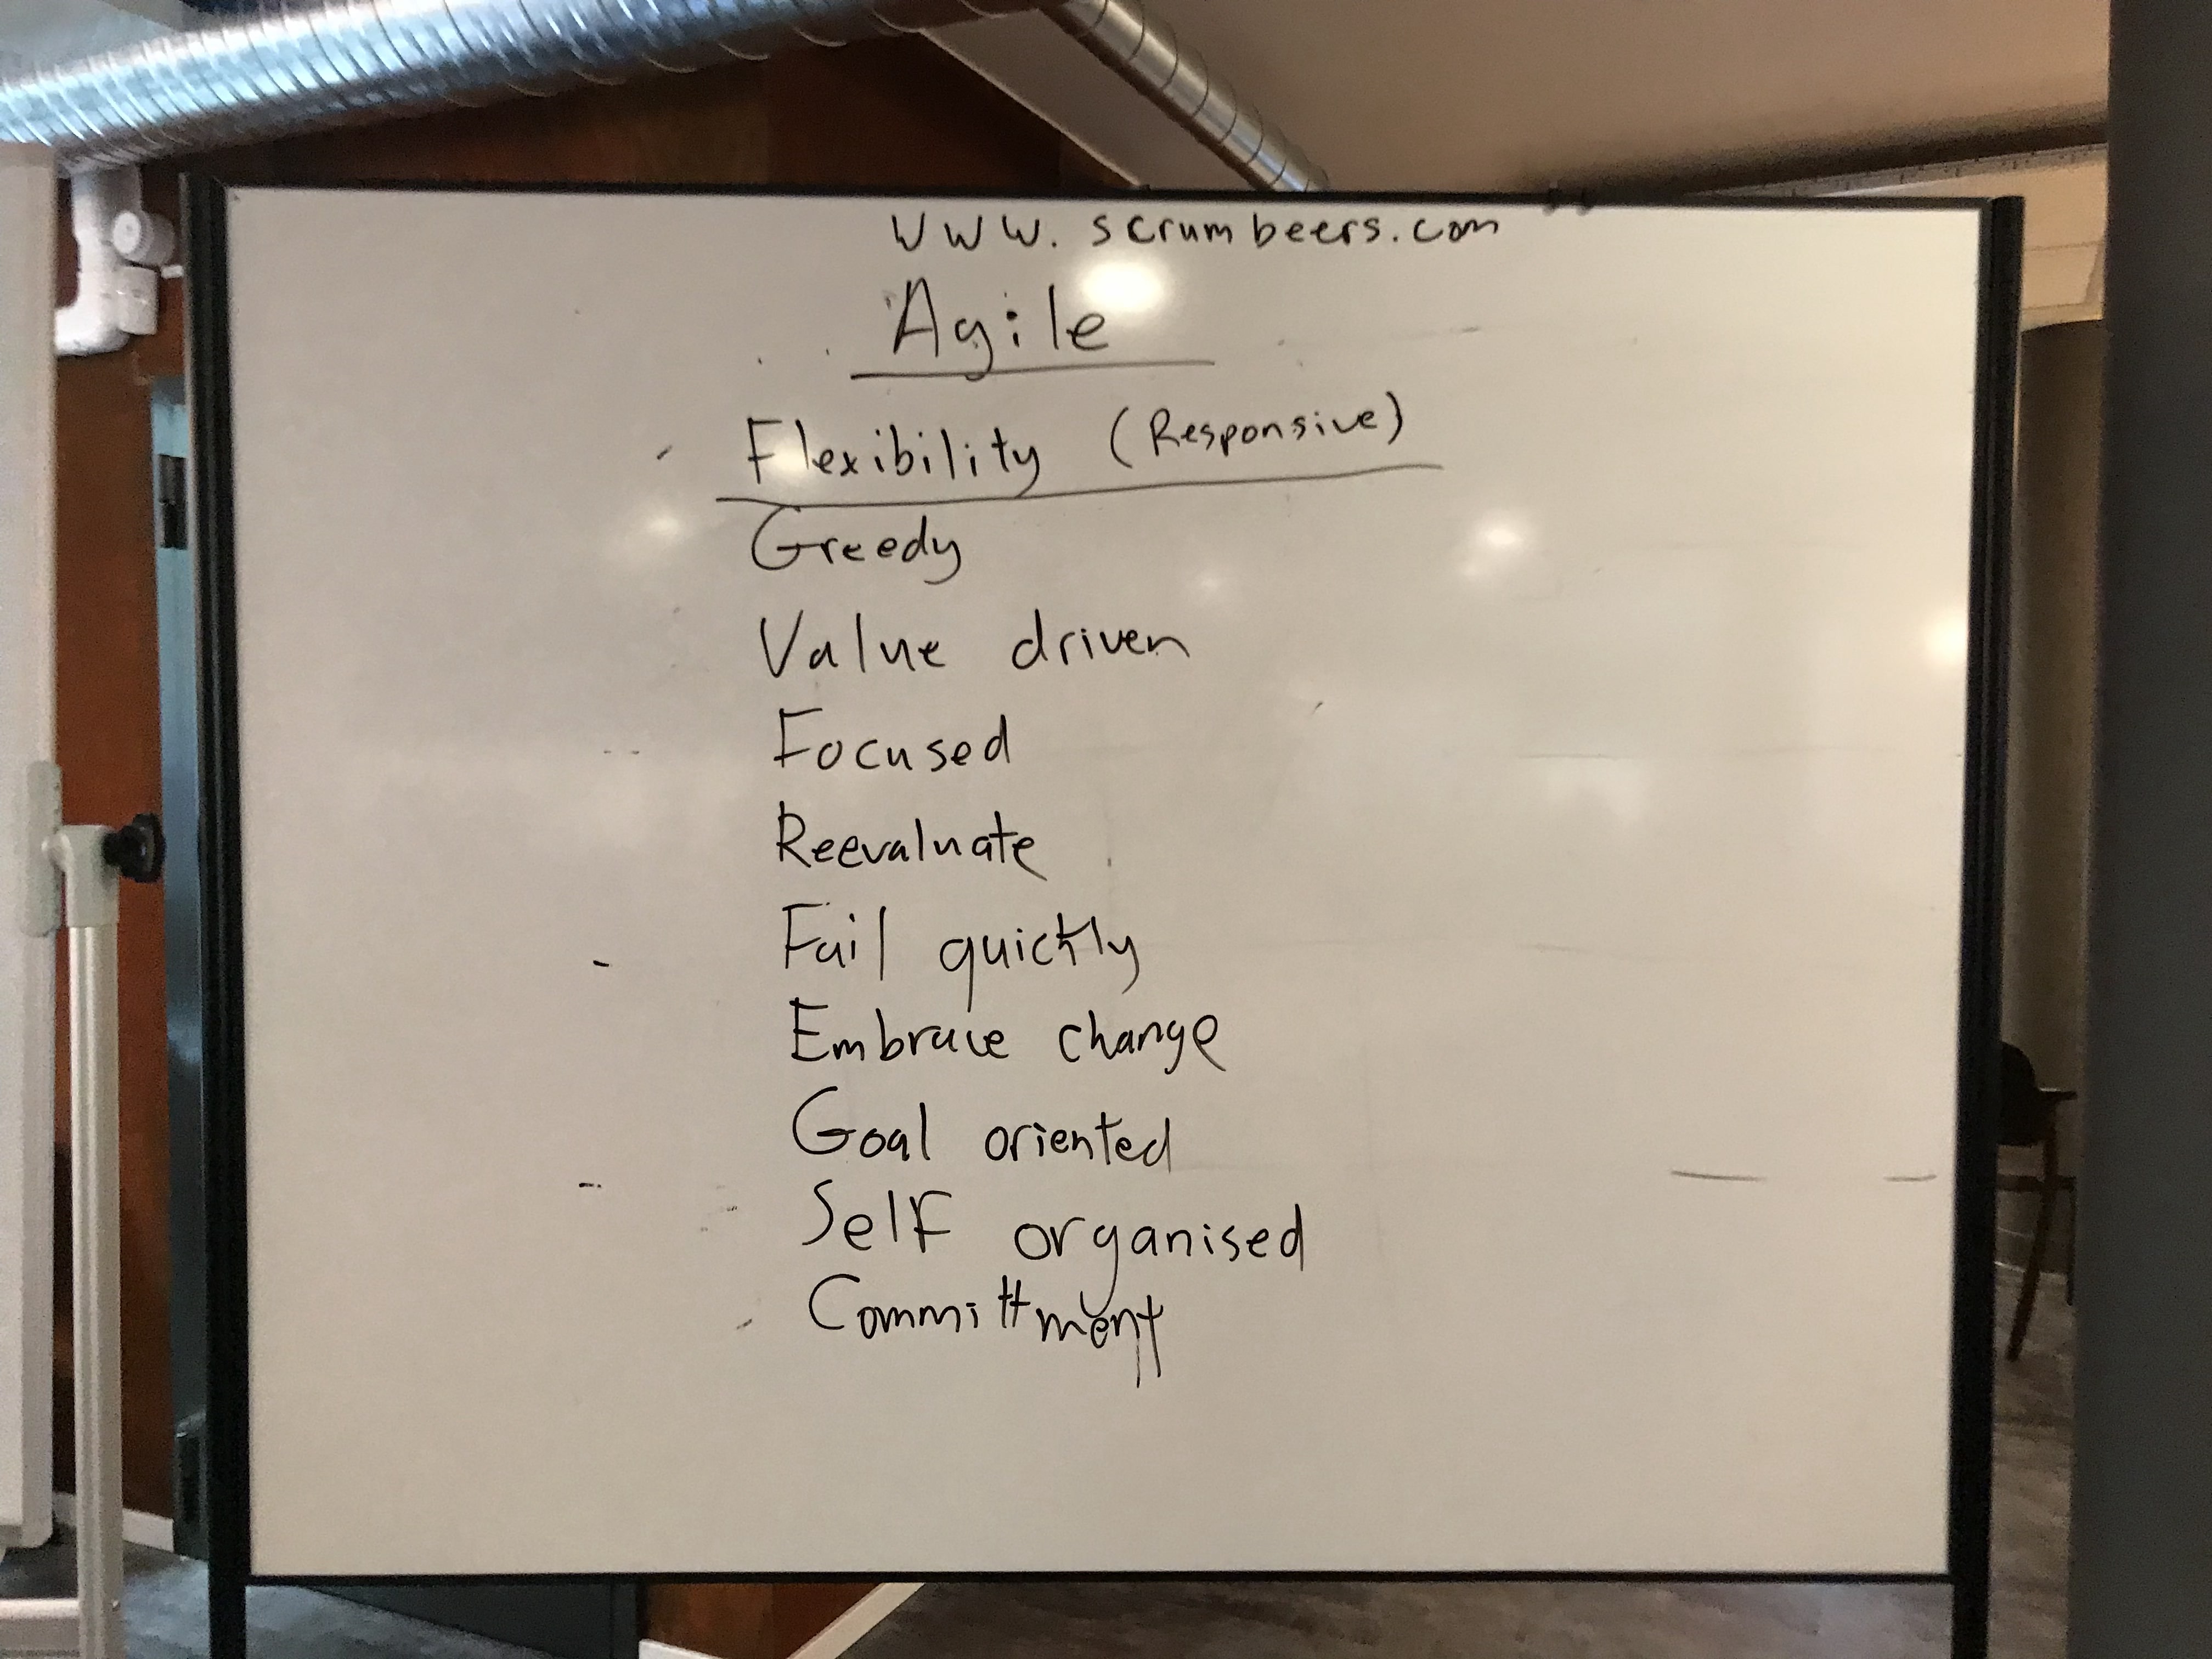 www.scrumbeers.com
Agile
Flexibility (Responsive)
Greedy
Value driven
Focused
Reevaluate
Fail quickly
Embrace change
Goal oriented
Self organised
Committment